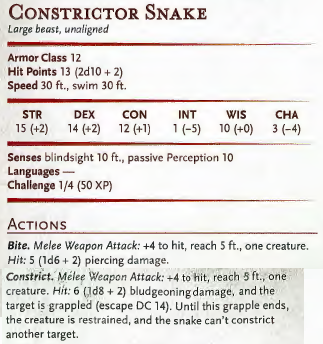 CONSTRICTOR SNAKE
Large beast, unaligned
Armor Class 12
Hit Points 13 (2d10 + 2)
Speed 30 ft., swim 30 ft.
STR DEX CON INT WIS CHA
15 (+2) 14 (+2) 12 (+1) 1 (−5) 10 (+0) 3 (−4)
Senses blindsight 10 ft., passive Perception 10
Languages —
Challenge 1/4 (50 XP)
ACTIONS
Bite. Melee Weapon Attack: +4 to hit, reach 5 ft., one creature.
Hit: 5 (1d6 + 2) piercing damage.
Constrict. Melee Weapon Attack: +4 to hit, reach 5 ft., one
creature. Hit: 6 (1d8 + 2) bludgeoning damage, and the
target is grappled (escape DC 14). Until this grapple ends,
the creature is restrained, and the snake can't constrict
another target.